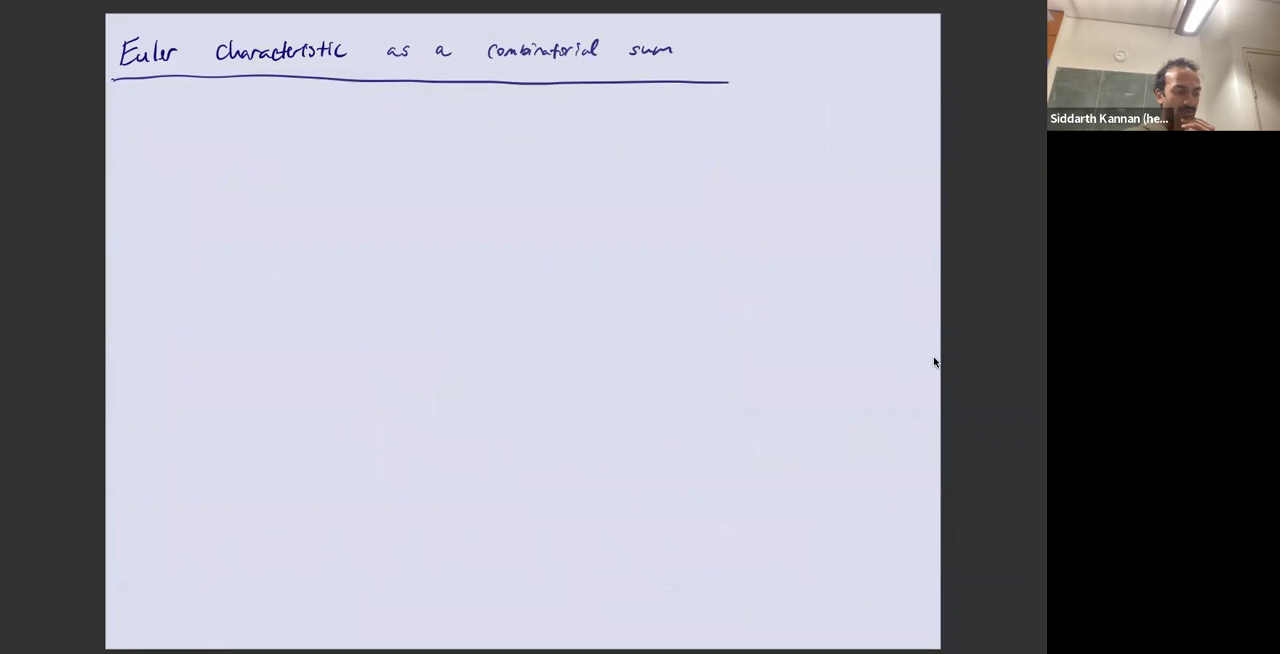 Euler Characteristic as a combinatorial sum
Siddarth Kannan (he...